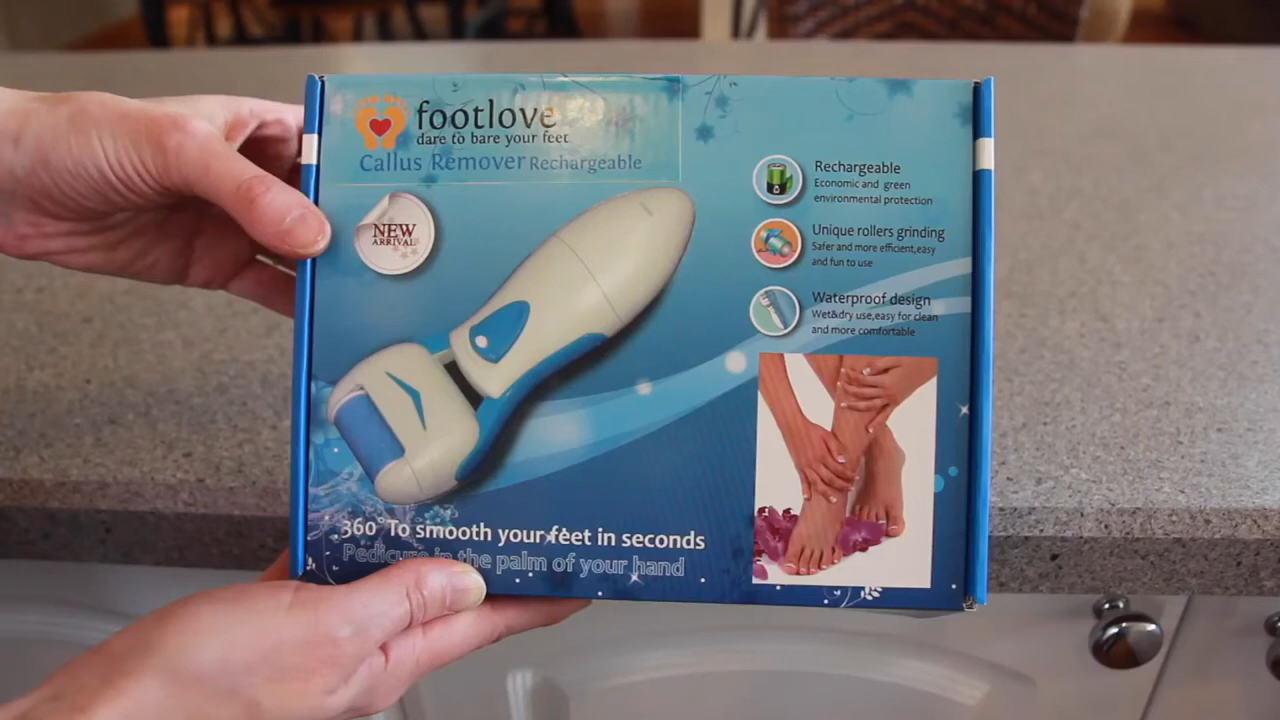 footlove
dare to bare your feet
Callus Remover Rechargeable
NEW
ARRIVAL
Rechargeable
Economic and green
environmental protection
Unique rollers grinding
Safer and more efficient,easy
and fun to use
Waterproof design
Wet&dry use,easy for clean
and more comfortable
360° To smooth your feet in seconds
Pedicure in the palm of your hand